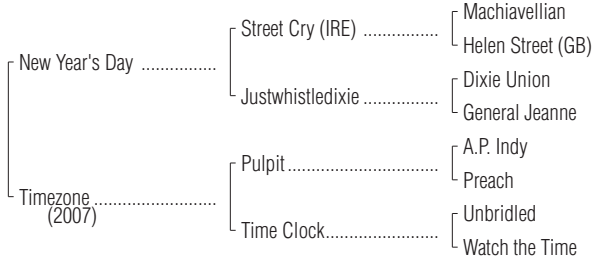 Machiavellian
Street Cry (IRE) ................
Helen Street (GB)
New Year's Day ................
Dixie Union
Justwhistledixie ................
General Jeanne
A.P. Indy
Pulpit................................
Preach
Timezone ..........................
(2007)
Unbridled
Time Clock........................
Watch the Time